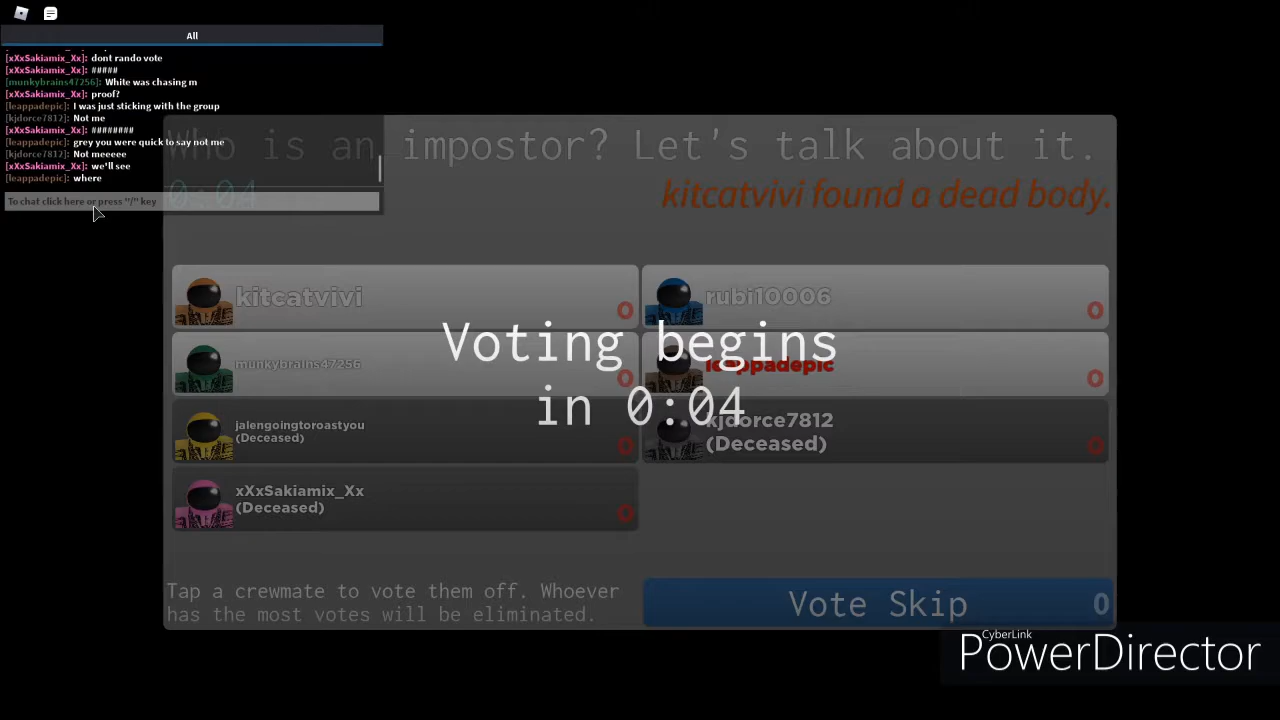 All
[xXxSakiamix_Xx]: dont rando vote
[xXxSakiamix_Xx]: #####
[munkybrains47256]: White was chasing m
[xXxSakiamix_Xx]: proof?
[leappadepic]: I was just sticking with the group
[kjdorce7812]: Not me
[xXxSakiamix_Xx]: ########
[leappadepic]: grey you were quick to say not me
[kjdorce7812]: Not meeeee
[xXxSakiamix_Xx]: we'll see
[leappadepic]: where
To chat click here or press "/" key
Who is an impostor? Let's talk about it.
0:04
kitcatvivi found a dead body.
kitcatvivi 0
rubi10006 0
munkybrains47256 0
leappadepic 0
Voting begins
in 0:04
jalengoingtoroastyou
(Deceased) 0
kjdorce7812
(Deceased) 0
xXxSakiamix_Xx
(Deceased) 0
Tap a crewmate to vote them off. Whoever
has the most votes will be eliminated.
Vote Skip 0
CyberLink
PowerDirector